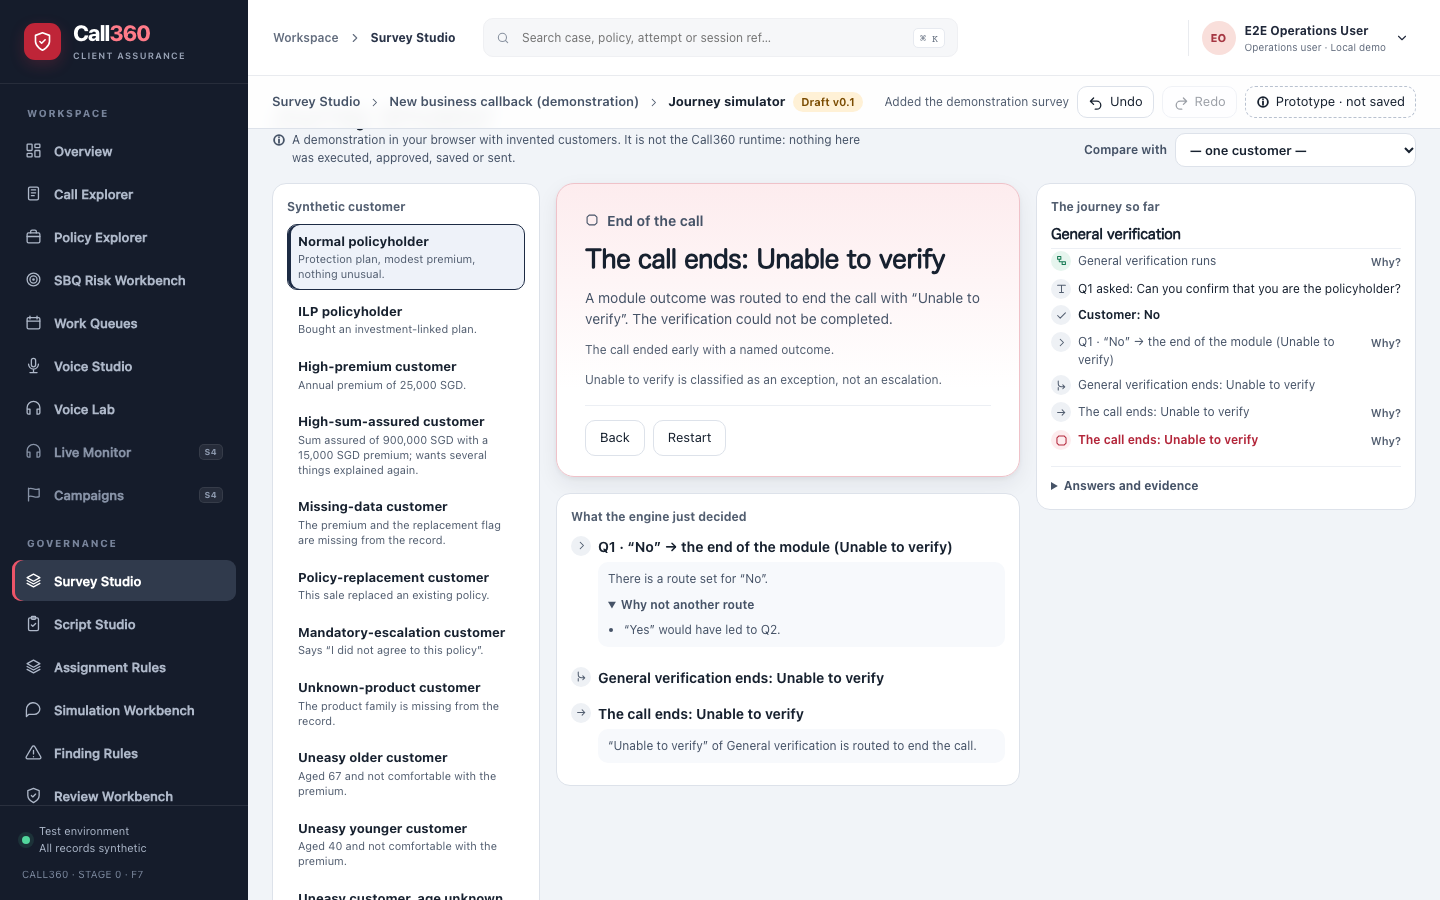 Call360
CLIENT ASSURANCE
WORKSPACE
Overview
Call Explorer
Policy Explorer
SBQ Risk Workbench
Work Queues
Voice Studio
Voice Lab
Live Monitor S4
Campaigns S4
GOVERNANCE
Survey Studio
Script Studio
Assignment Rules
Simulation Workbench
Finding Rules
Review Workbench
Test environment
All records synthetic
CALL360 · STAGE 0 · F7
Workspace > Survey Studio
Search case, policy, attempt or session ref...
⌘ K
EO
E2E Operations User
Operations user · Local demo
Survey Studio > New business callback (demonstration) > Journey simulator
Draft v0.1
Added the demonstration survey
Undo
Redo
Prototype · not saved
A demonstration in your browser with invented customers. It is not the Call360 runtime: nothing here
was executed, approved, saved or sent.
Compare with
— one customer —
Synthetic customer
Normal policyholder
Protection plan, modest premium,
nothing unusual.
ILP policyholder
Bought an investment-linked plan.
High-premium customer
Annual premium of 25,000 SGD.
High-sum-assured customer
Sum assured of 900,000 SGD with a
15,000 SGD premium; wants several
things explained again.
Missing-data customer
The premium and the replacement flag
are missing from the record.
Policy-replacement customer
This sale replaced an existing policy.
Mandatory-escalation customer
Says “I did not agree to this policy”.
Unknown-product customer
The product family is missing from the
record.
Uneasy older customer
Aged 67 and not comfortable with the
premium.
Uneasy younger customer
Aged 40 and not comfortable with the
premium.
Uneasy customer, age unknown
End of the call
The call ends: Unable to verify
A module outcome was routed to end the call with “Unable to
verify”. The verification could not be completed.
The call ended early with a named outcome.
Unable to verify is classified as an exception, not an escalation.
Back
Restart
What the engine just decided
Q1 · “No” → the end of the module (Unable to verify)
There is a route set for “No”.
▼ Why not another route
• “Yes” would have led to Q2.
General verification ends: Unable to verify
The call ends: Unable to verify
“Unable to verify” of General verification is routed to end the call.
The journey so far
General verification
General verification runs Why?
Q1 asked: Can you confirm that you are the policyholder?
Customer: No
Q1 · “No” → the end of the module (Unable to Why?
verify)
General verification ends: Unable to verify
The call ends: Unable to verify Why?
The call ends: Unable to verify Why?
▶ Answers and evidence